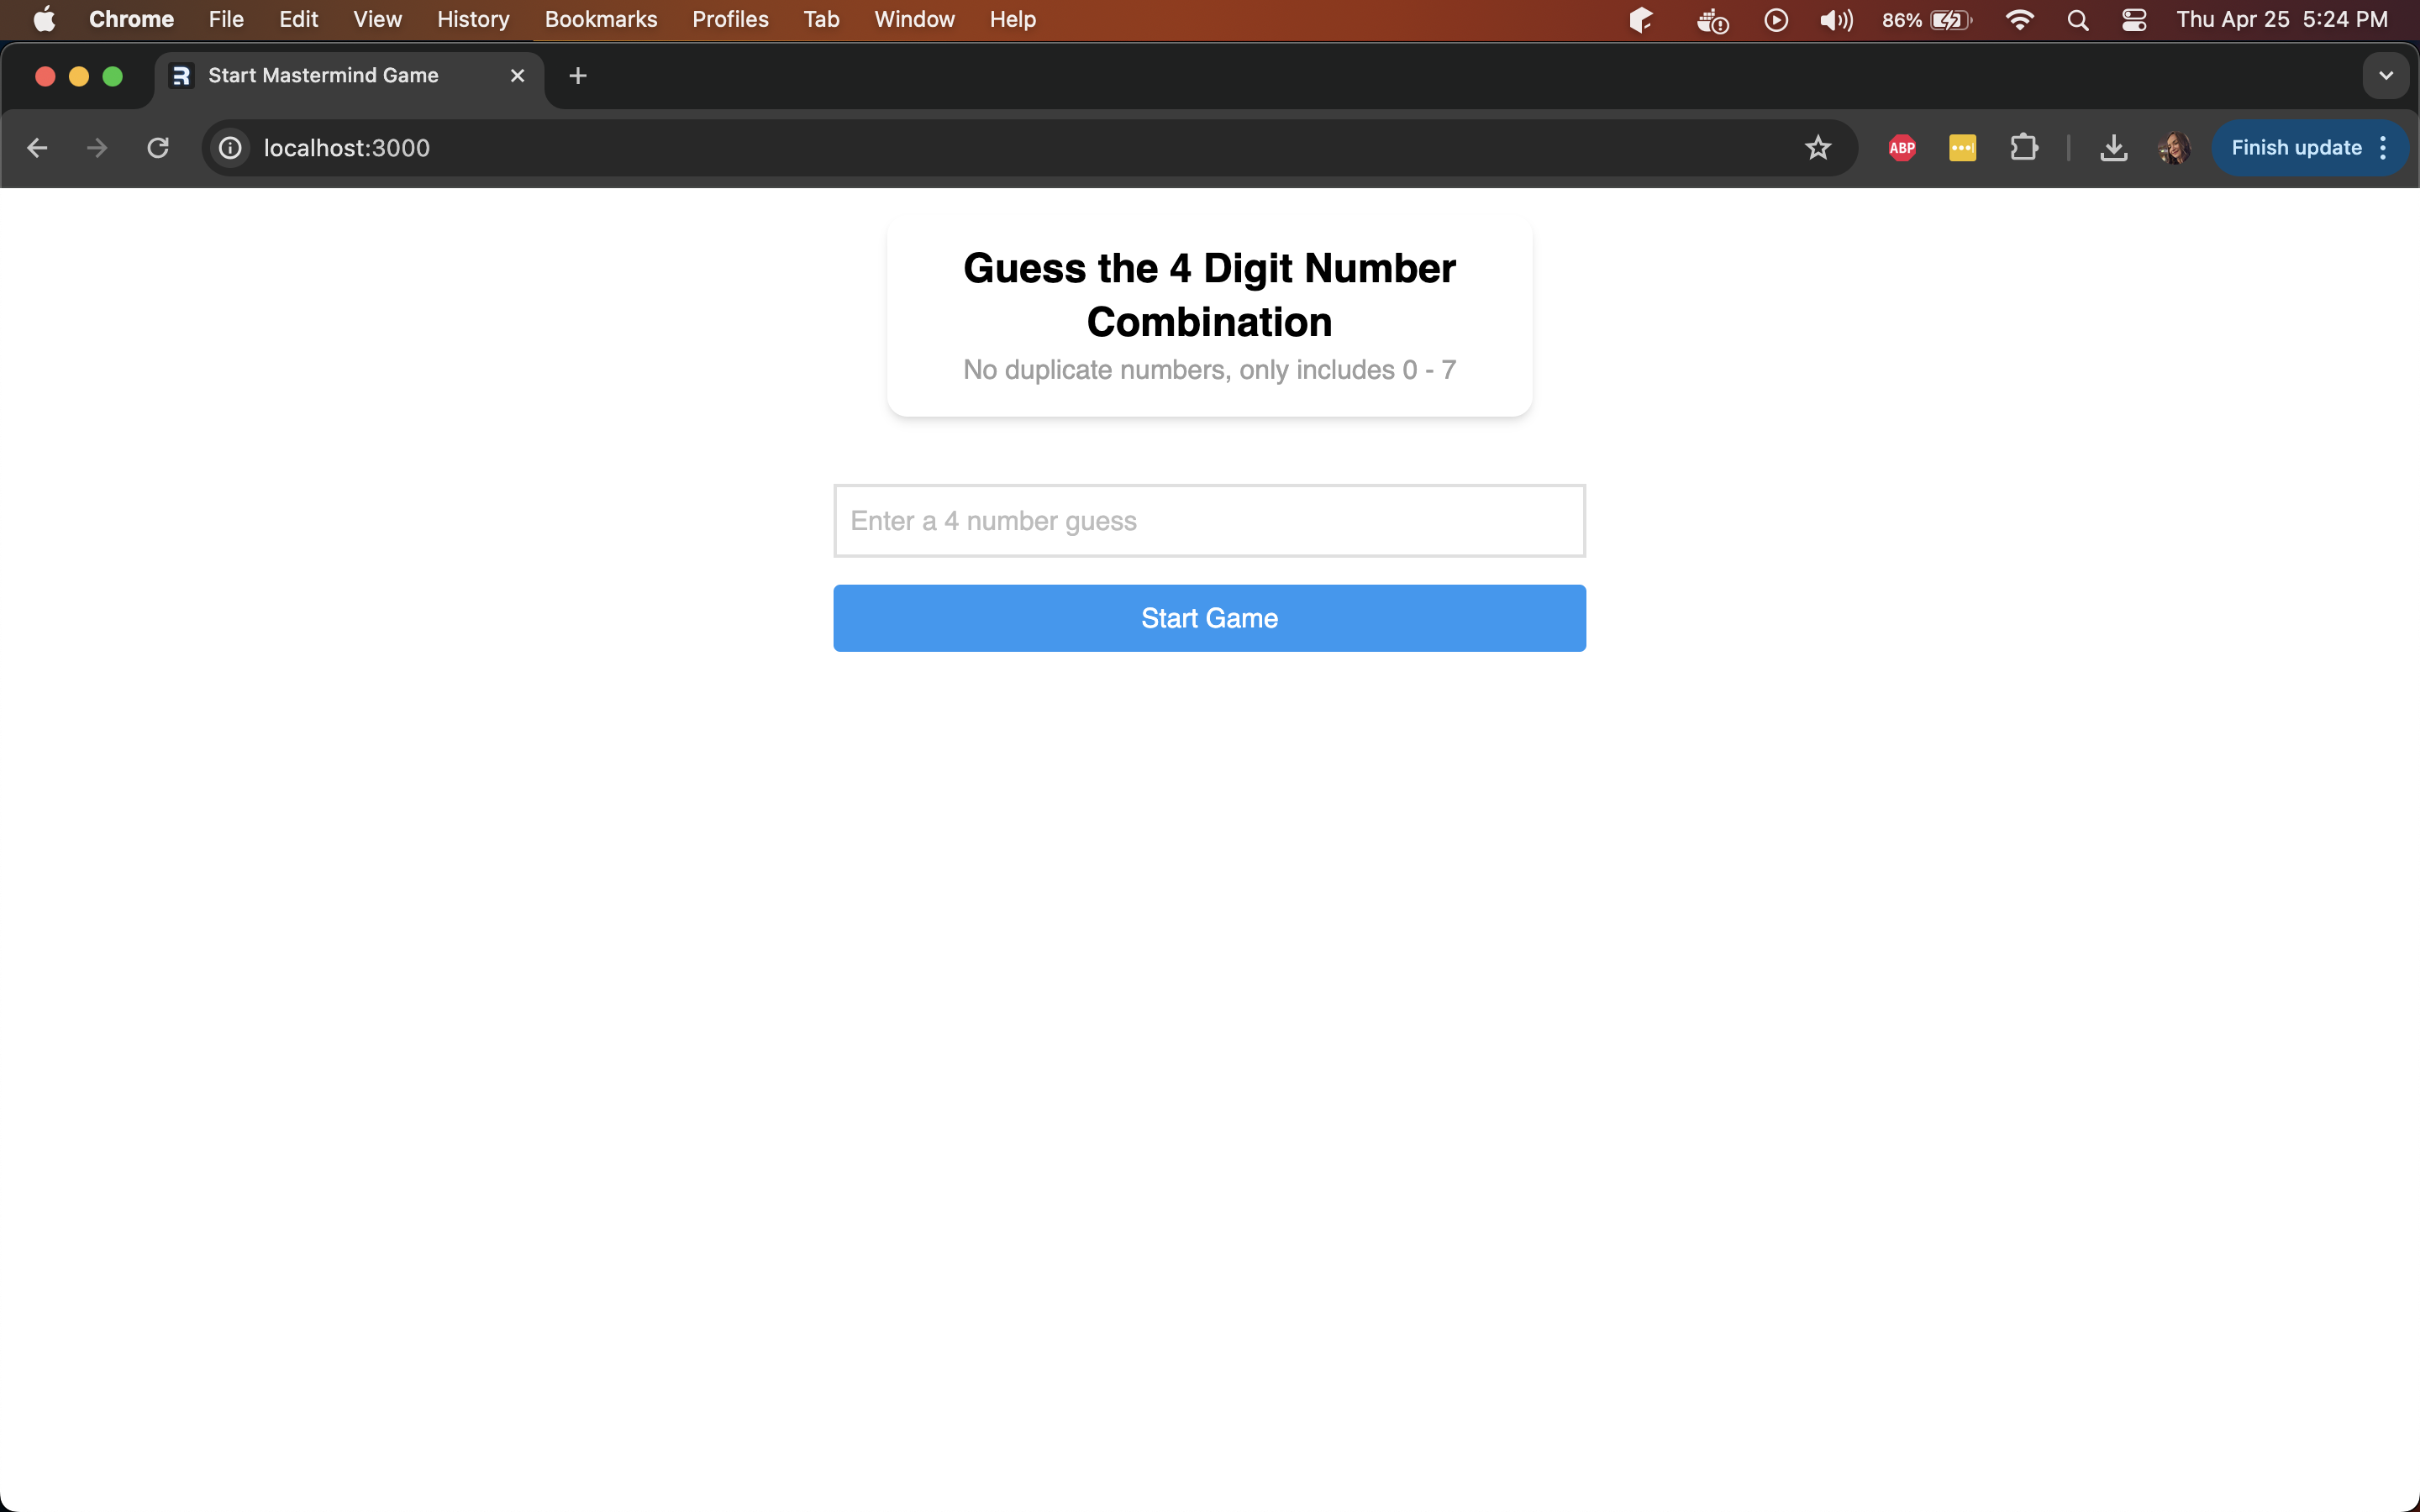 Chrome File Edit View History Bookmarks Profiles Tab Window Help 86% Thu Apr 25 5:24 PM
Start Mastermind Game
localhost:3000 ABP Finish update
Guess the 4 Digit Number
Combination
No duplicate numbers, only includes 0 - 7
Enter a 4 number guess
Start Game